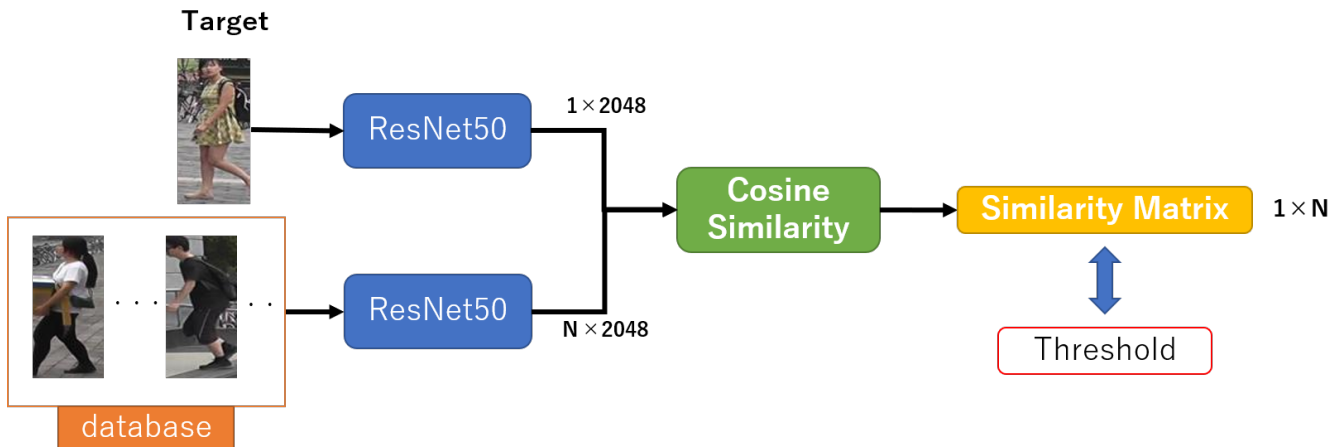 Target
ResNet50
1×2048
Cosine
Similarity
Similarity Matrix
1×N
· · ·
· ·
ResNet50
N×2048
Threshold
database